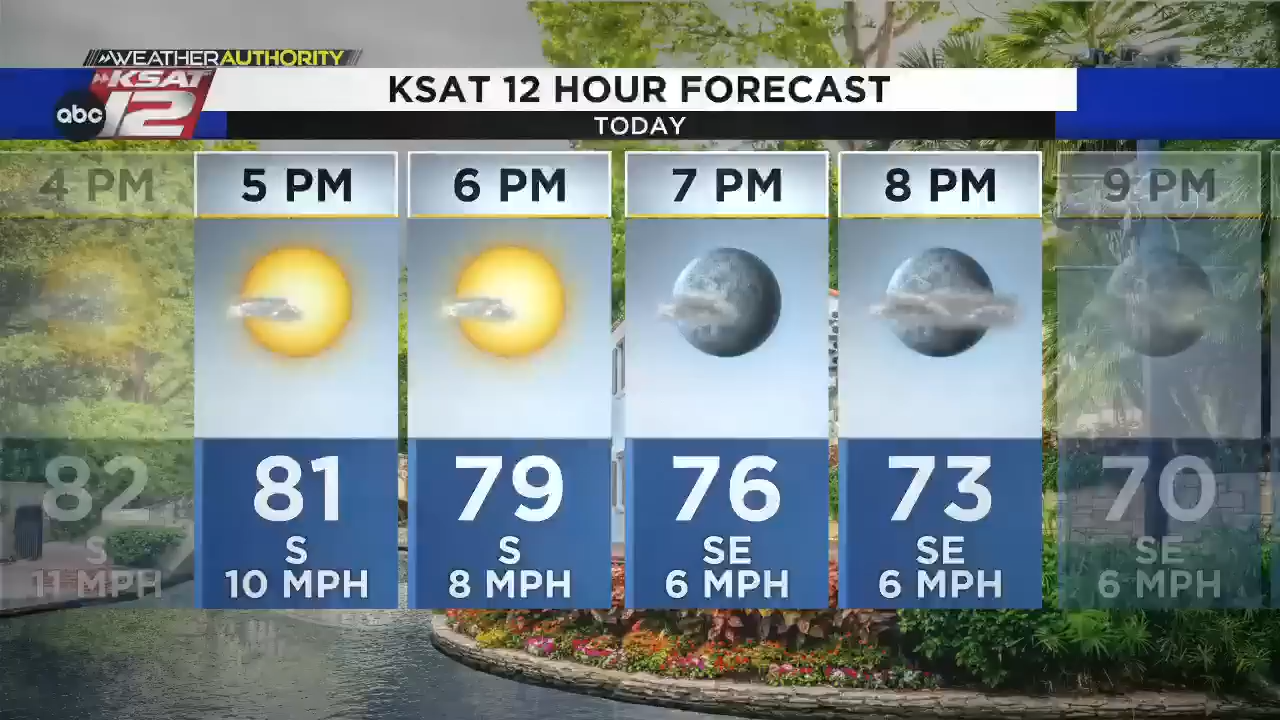 WEATHER AUTHORITY
KSAT
abc 12
KSAT 12 HOUR FORECAST
TODAY
4 PM
82
S
11 MPH
5 PM
81
S
10 MPH
6 PM
79
S
8 MPH
7 PM
76
SE
6 MPH
8 PM
73
SE
6 MPH
9 PM
70
SE
6 MPH